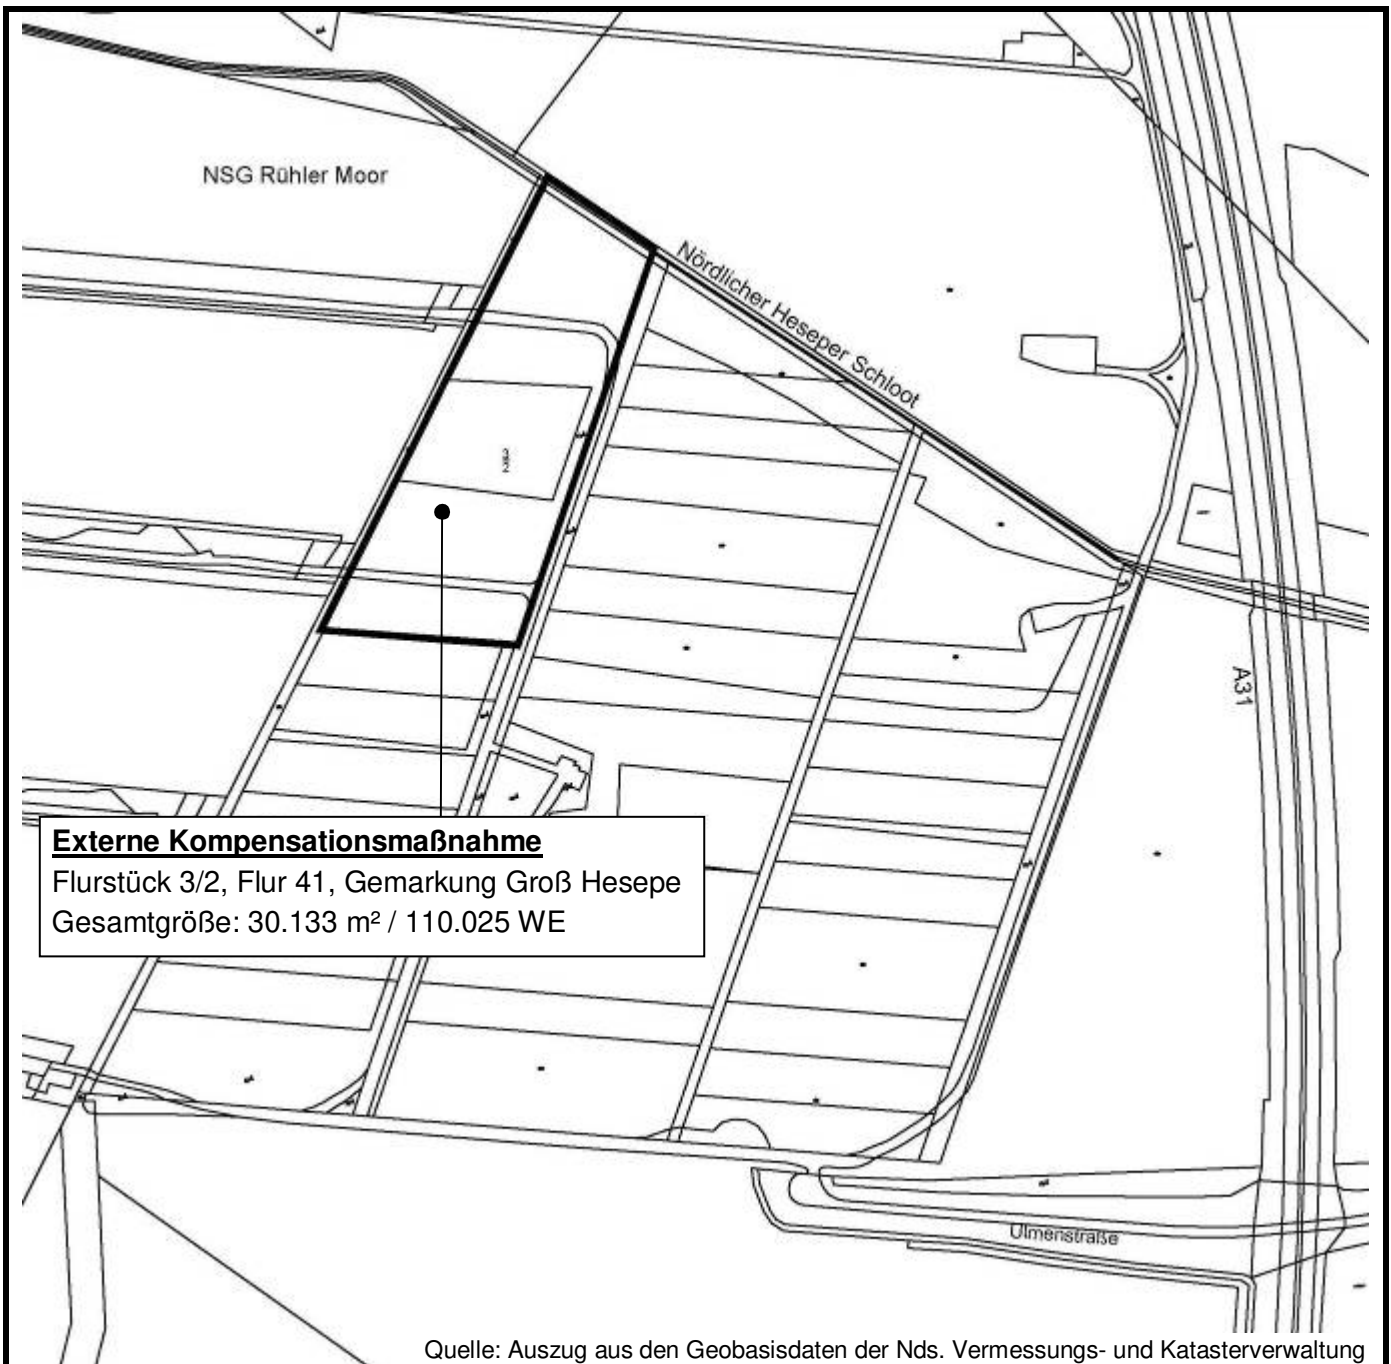 NSG Rühler Moor
Nördlicher Heseper Schloot
A31
Externe Kompensationsmaßnahme
Flurstück 3/2, Flur 41, Gemarkung Groß Hesepe
Gesamtgröße: 30.133 m² / 110.025 WE
Ulmenstraße
Quelle: Auszug aus den Geobasisdaten der Nds. Vermessungs- und Katasterverwaltung